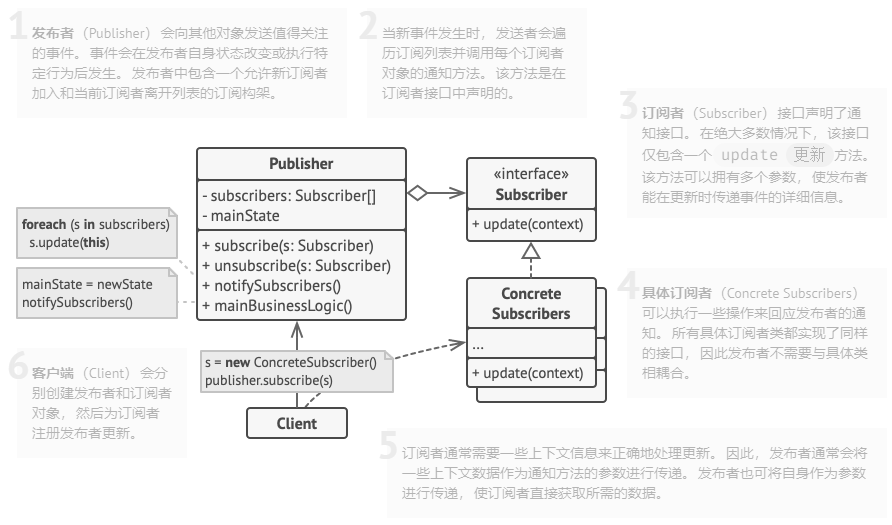 1
发布者（Publisher） 会向其他对象发送值得关注
的事件。 事件会在发布者自身状态改变或执行特
定行为后发生。 发布者中包含一个允许新订阅者
加入和当前订阅者离开列表的订阅构架。
2
当新事件发生时， 发送者会遍
历订阅列表并调用每个订阅者
对象的通知方法。 该方法是在
订阅者接口中声明的。
3
订阅者 （Subscriber） 接口声明了通
知接口。 在绝大多数情况下， 该接口
仅包含一个 update 更新 方法。
该方法可以拥有多个参数， 使发布者
能在更新时传递事件的详细信息。
Publisher
- subscribers: Subscriber[]
- mainState
+ subscribe(s: Subscriber)
+ unsubscribe(s: Subscriber)
+ notifySubscribers()
+ mainBusinessLogic()
«interface»
Subscriber
+ update(context)
foreach (s in subscribers)
s.update(this)
mainState = newState
notifySubscribers()
Concrete
Subscribers
...
+ update(context)
4
具体订阅者 （Concrete Subscribers）
可以执行一些操作来回应发布者的通
知。 所有具体订阅者类都实现了同样
的接口， 因此发布者不需要与具体类
相耦合。
s = new ConcreteSubscriber()
publisher.subscribe(s)
Client
6
客户端 （Client） 会分
别创建发布者和订阅者
对象， 然后为订阅者
注册发布者更新。
5
订阅者通常需要一些上下文信息来正确地处理更新。 因此， 发布者通常会将
一些上下文数据作为通知方法的参数进行传递。 发布者也可将自身作为参数
进行传递， 使订阅者直接获取所需的数据。